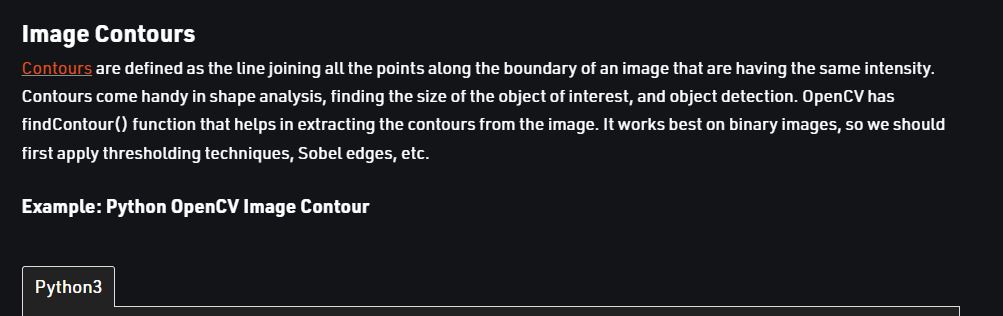 Image Contours
Contours are defined as the line joining all the points along the boundary of an image that are having the same intensity.
Contours come handy in shape analysis, finding the size of the object of interest, and object detection. OpenCV has
findContour() function that helps in extracting the contours from the image. It works best on binary images, so we should
first apply thresholding techniques, Sobel edges, etc.
Example: Python OpenCV Image Contour
Python3